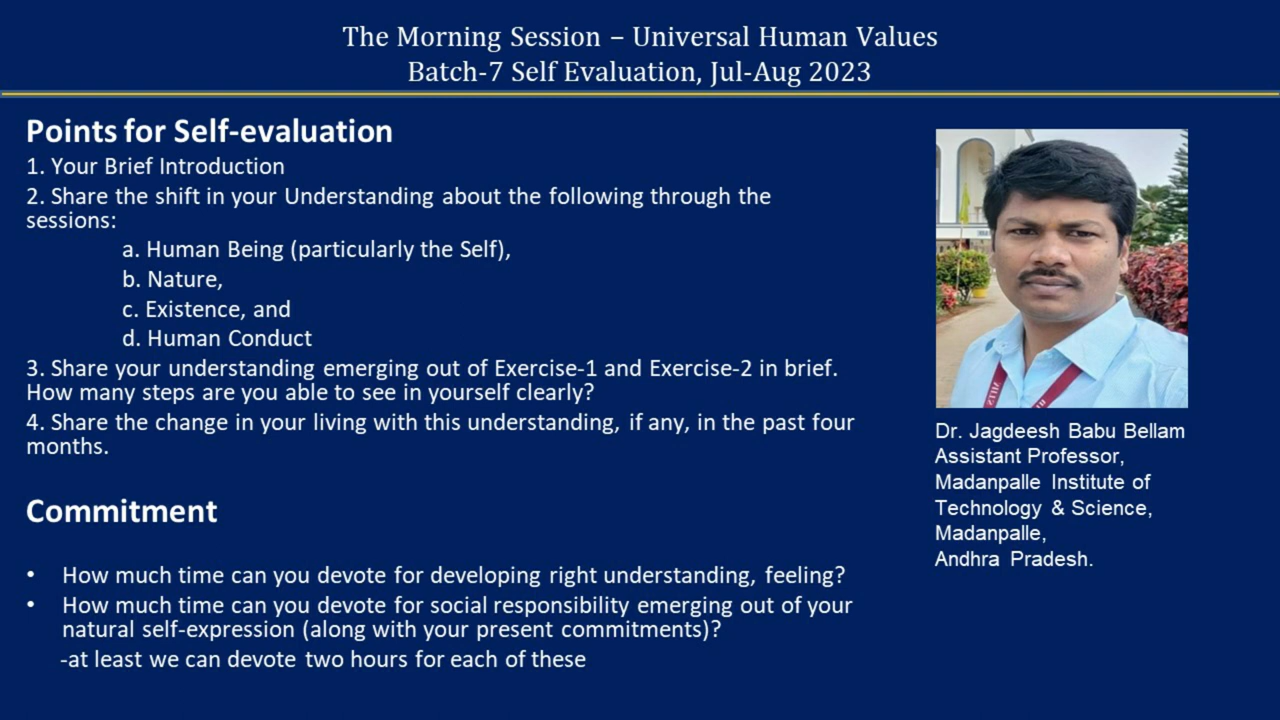 The Morning Session – Universal Human Values
Batch-7 Self Evaluation, Jul-Aug 2023
Points for Self-evaluation
1. Your Brief Introduction
2. Share the shift in your Understanding about the following through the
sessions:
a. Human Being (particularly the Self),
b. Nature,
c. Existence, and
d. Human Conduct
3. Share your understanding emerging out of Exercise-1 and Exercise-2 in brief.
How many steps are you able to see in yourself clearly?
4. Share the change in your living with this understanding, if any, in the past four
months.
Commitment
• How much time can you devote for developing right understanding, feeling?
• How much time can you devote for social responsibility emerging out of your
natural self-expression (along with your present commitments)?
-at least we can devote two hours for each of these
Dr. Jagdeesh Babu Bellam
Assistant Professor,
Madanpalle Institute of
Technology & Science,
Madanpalle,
Andhra Pradesh.